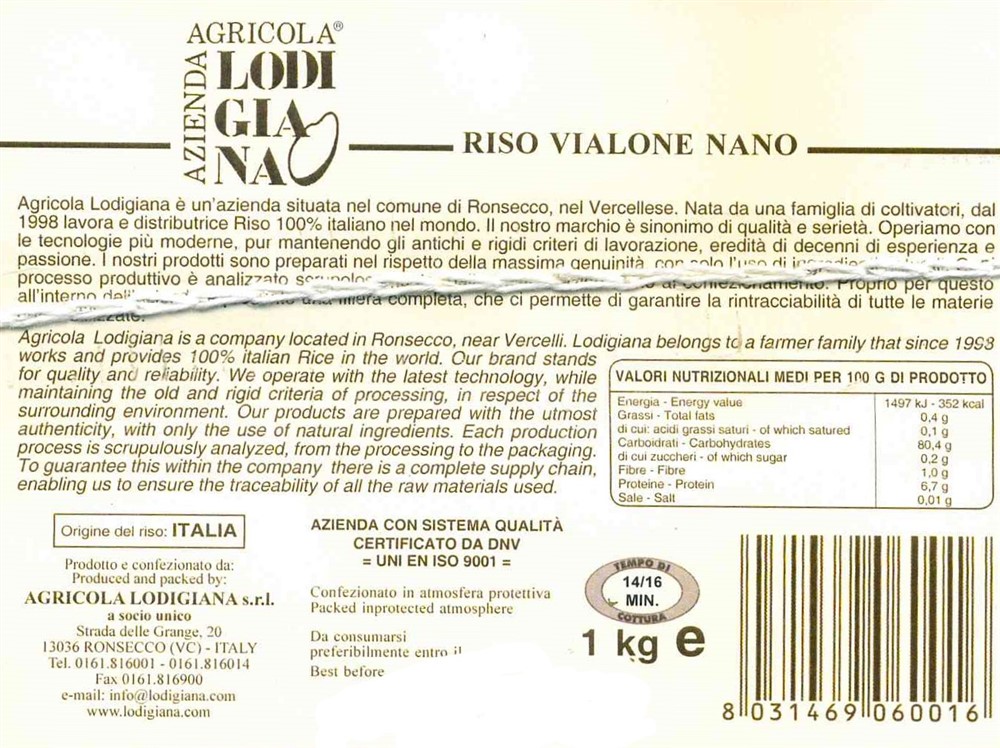 AZIENDA
AGRICOLA®
LODI
GIA
NA
RISO VIALONE NANO
Agricola Lodigiana è un'azienda situata nel comune di Ronsecco, nel Vercellese. Nata da una famiglia di coltivatori, dal
1998 lavora e distributrice Riso 100% italiano nel mondo. Il nostro marchio è sinonimo di qualità e serietà. Operiamo con
le tecnologie più moderne, pur mantenendo gli antichi e rigidi criteri di lavorazione, eredità di decenni di esperienza e
passione. I nostri prodotti sono preparati nel rispetto della massima genuinità con solo l'uso di
processo produttivo è analizzato al confezionamento. Proprio per questo
all'interno filiera completa, che ci permette di garantire la rintracciabilità di tutte le materie
Agricola Lodigiana is a company located in Ronsecco, near Vercelli. Lodigiana belongs to a farmer family that since 1998
works and provides 100% italian Rice in the world. Our brand stands
for quality and reliability. We operate with the latest technology, while
maintaining the old and rigid criteria of processing, in respect of the
surrounding environment. Our products are prepared with the utmost
authenticity, with only the use of natural ingredients. Each production
process is scrupulously analyzed, from the processing to the packaging.
To guarantee this within the company there is a complete supply chain,
enabling us to ensure the traceability of all the raw materials used.
VALORI NUTRIZIONALI MEDI PER 100 G DI PRODOTTO
Energia - Energy value 1497 kJ - 352 kcal
Grassi - Total fats 0,4 g
di cui: acidi grassi saturi - of which satured 0,1 g
Carboidrati - Carbohydrates 80,4 g
di cui zuccheri - of which sugar 0,2 g
Fibre - Fibre 1,0 g
Proteine - Protein 6,7 g
Sale - Salt 0,01 g
Origine del riso: ITALIA
Prodotto e confezionato da:
Produced and packed by:
AGRICOLA LODIGIANA s.r.l.
a socio unico
Strada delle Grange, 20
13036 RONSECCO (VC) - ITALY
Tel. 0161.816001 - 0161.816014
Fax 0161.816900
e-mail: info@lodigiana.com
www.lodigiana.com
AZIENDA CON SISTEMA QUALITÀ
CERTIFICATO DA DNV
= UNI EN ISO 9001 =
Confezionato in atmosfera protettiva
Packed inprotected atmosphere
Da consumarsi
preferibilmente entro il
Best before
TEMPO DI
14/16
MIN.
COTTURA
1 kg e
8 031469 060016